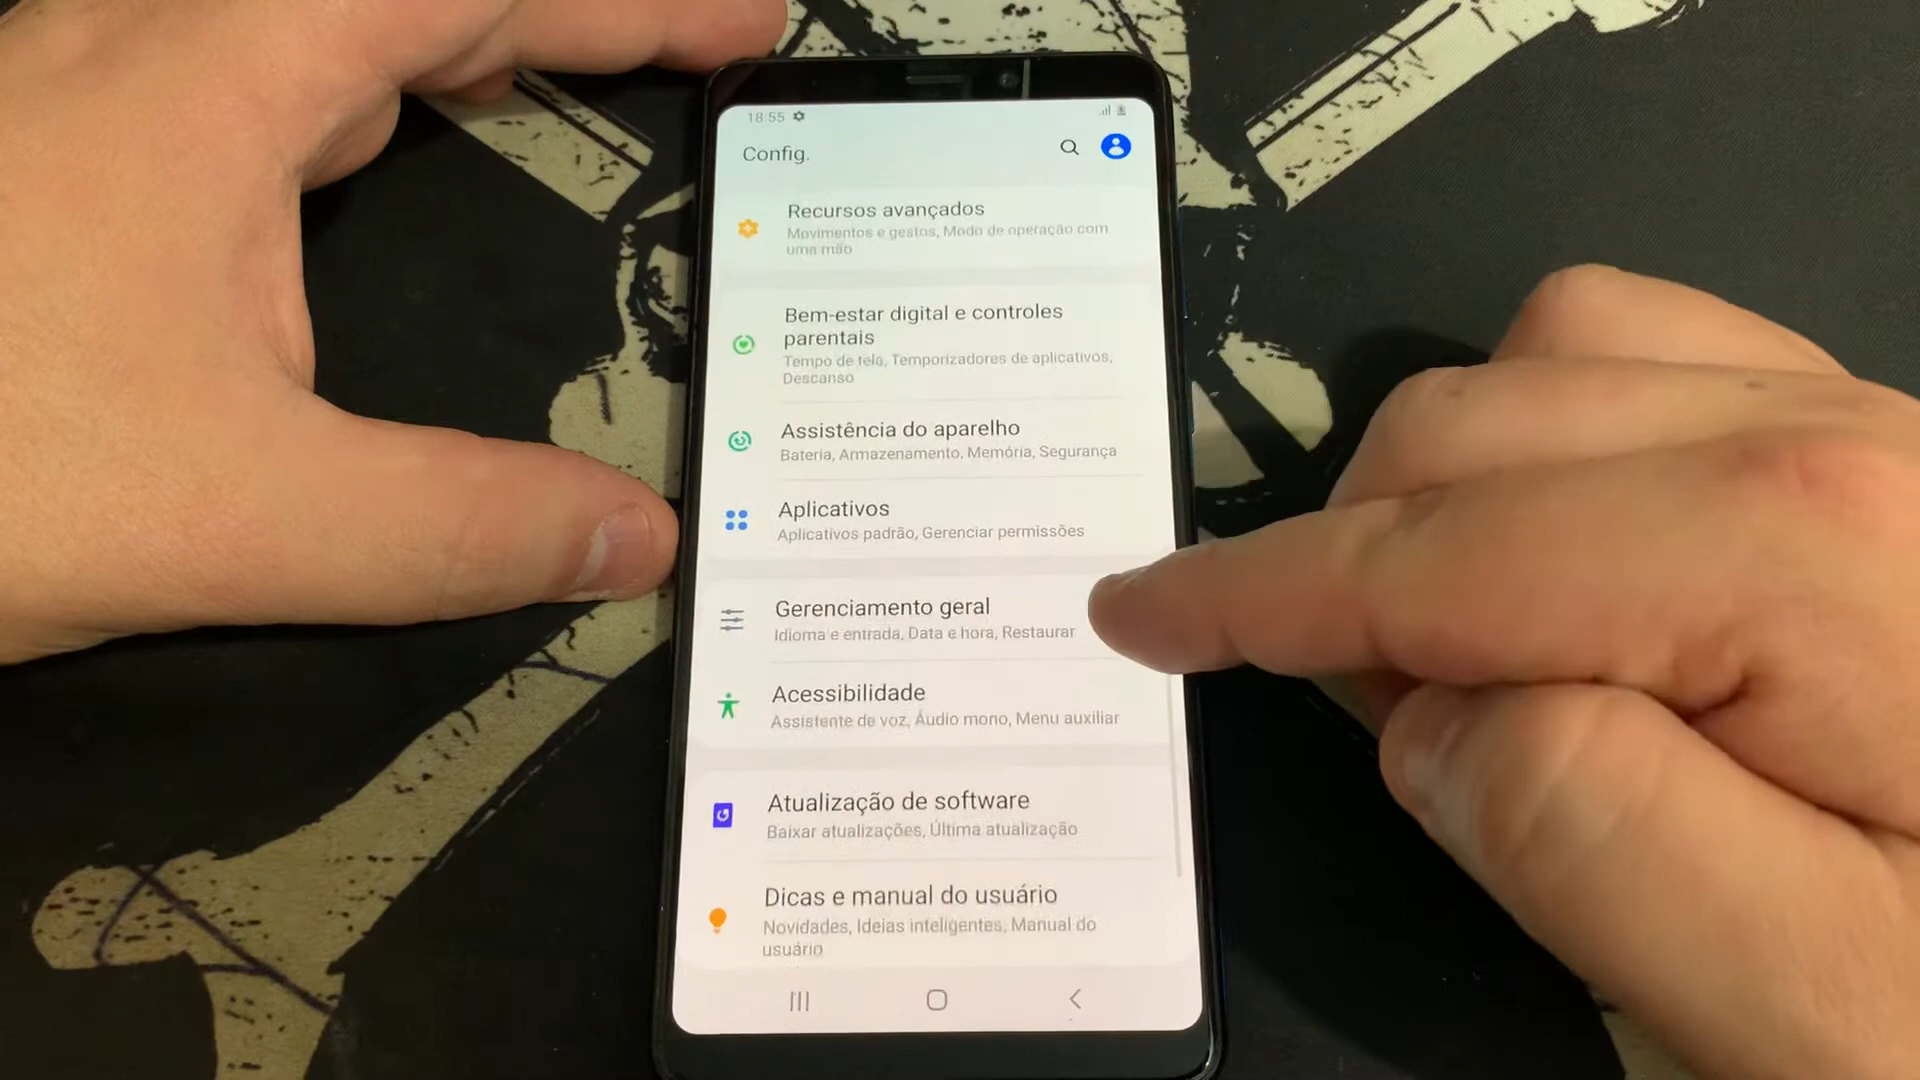 18:55
Config.
Recursos avançados
Movimentos e gestos, Modo de operação com
uma mão
Bem-estar digital e controles
parentais
Tempo de tela, Temporizadores de aplicativos,
Descanso
Assistência do aparelho
Bateria, Armazenamento, Memória, Segurança
Aplicativos
Aplicativos padrão, Gerenciar permissões
Gerenciamento geral
Idioma e entrada, Data e hora, Restaurar
Acessibilidade
Assistente de voz, Áudio mono, Menu auxiliar
Atualização de software
Baixar atualizações, Última atualização
Dicas e manual do usuário
Novidades, Ideias inteligentes, Manual do
usuário